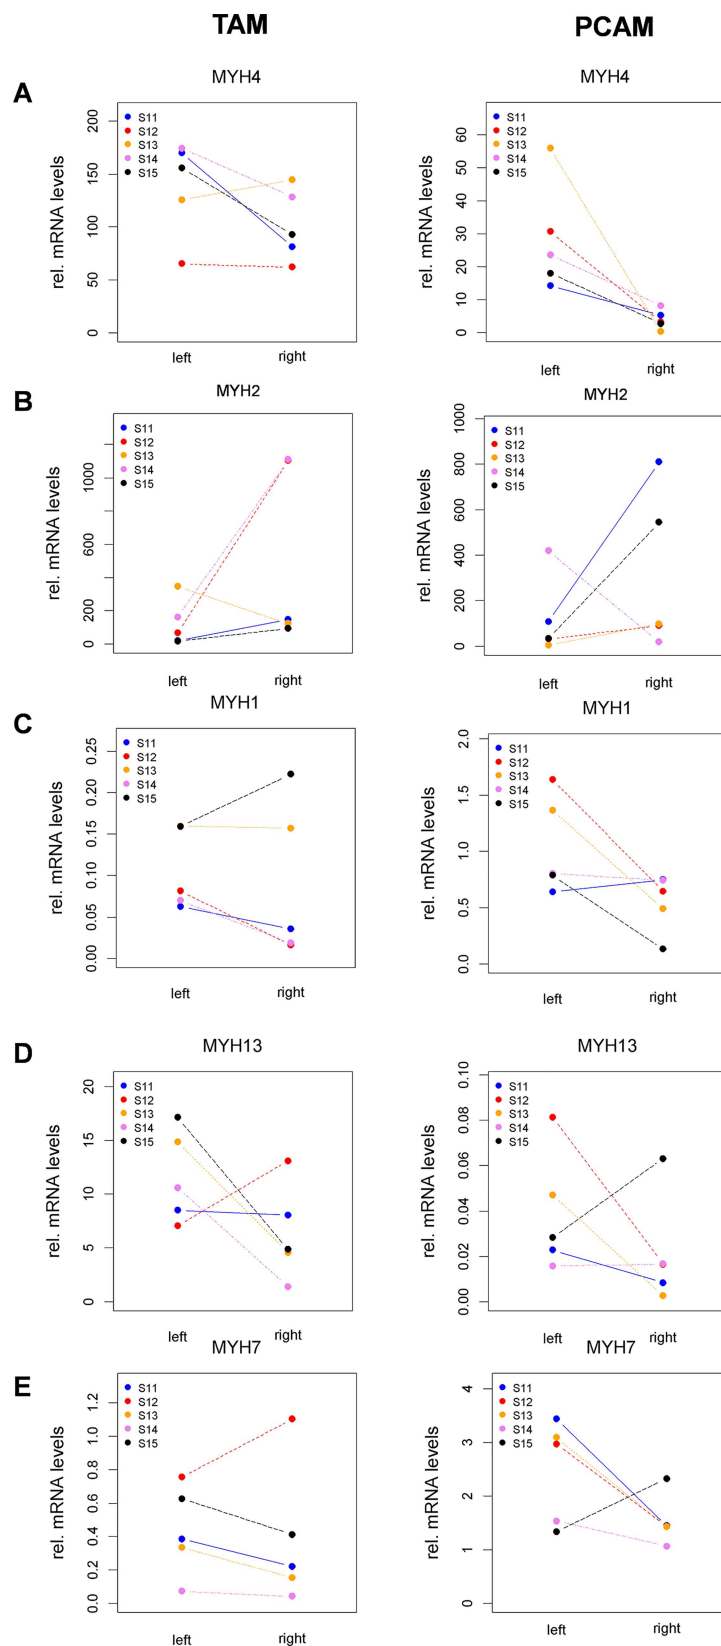 TAM PCAM
A MYH4 MYH4
rel. mRNA levels
200
150
100
50
0
S11
S12
S13
S14
S15
left right
rel. mRNA levels
60
50
40
30
20
10
0
S11
S12
S13
S14
S15
left right
B MYH2 MYH2
rel. mRNA levels
1000
600
200
0
S11
S12
S13
S14
S15
left right
rel. mRNA levels
1000
800
600
400
200
0
S11
S12
S13
S14
S15
left right
C MYH1 MYH1
rel. mRNA levels
0.25
0.20
0.15
0.10
0.05
0.00
S11
S12
S13
S14
S15
left right
rel. mRNA levels
2.0
1.5
1.0
0.5
0.0
S11
S12
S13
S14
S15
left right
D MYH13 MYH13
rel. mRNA levels
20
15
10
5
0
S11
S12
S13
S14
S15
left right
rel. mRNA levels
0.10
0.08
0.06
0.04
0.02
0.00
S11
S12
S13
S14
S15
left right
E MYH7 MYH7
rel. mRNA levels
1.2
1.0
0.8
0.6
0.4
0.2
0.0
S11
S12
S13
S14
S15
left right
rel. mRNA levels
4
3
2
1
0
S11
S12
S13
S14
S15
left right